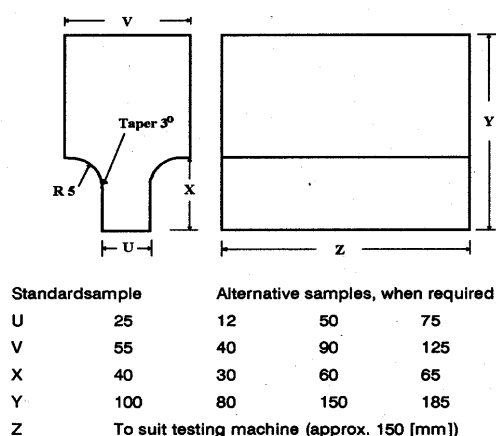 V
Taper 3°
Y
R 5
X
U
Z
Standardsample Alternative samples, when required
U 25 12 50 75
V 55 40 90 125
X 40 30 60 65
Y 100 80 150 185
Z To suit testing machine (approx. 150 [mm])